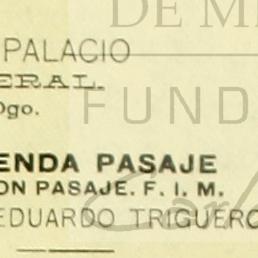 PALACIO
ERAL.
Dgo.
ENDA PASAJE
ON PASAJE. F. I. M.
EDUARDO TRIGUERO
DE M
FUND